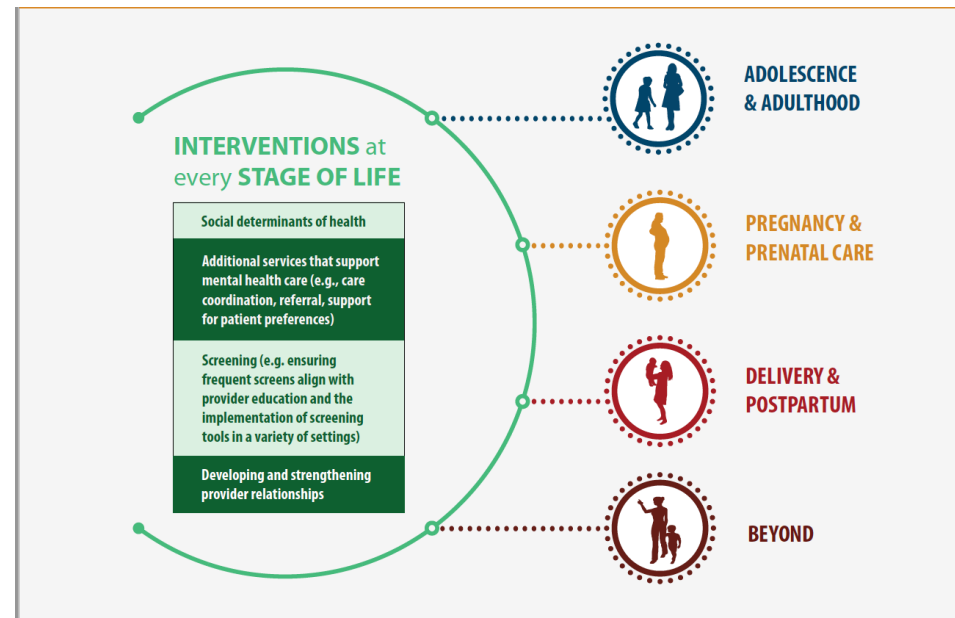 INTERVENTIONS at
every STAGE OF LIFE
Social determinants of health
Additional services that support
mental health care (e.g., care
coordination, referral, support
for patient preferences)
Screening (e.g. ensuring
frequent screens align with
provider education and the
implementation of screening
tools in a variety of settings)
Developing and strengthening
provider relationships
ADOLESCENCE
& ADULTHOOD
PREGNANCY &
PRENATAL CARE
DELIVERY &
POSTPARTUM
BEYOND